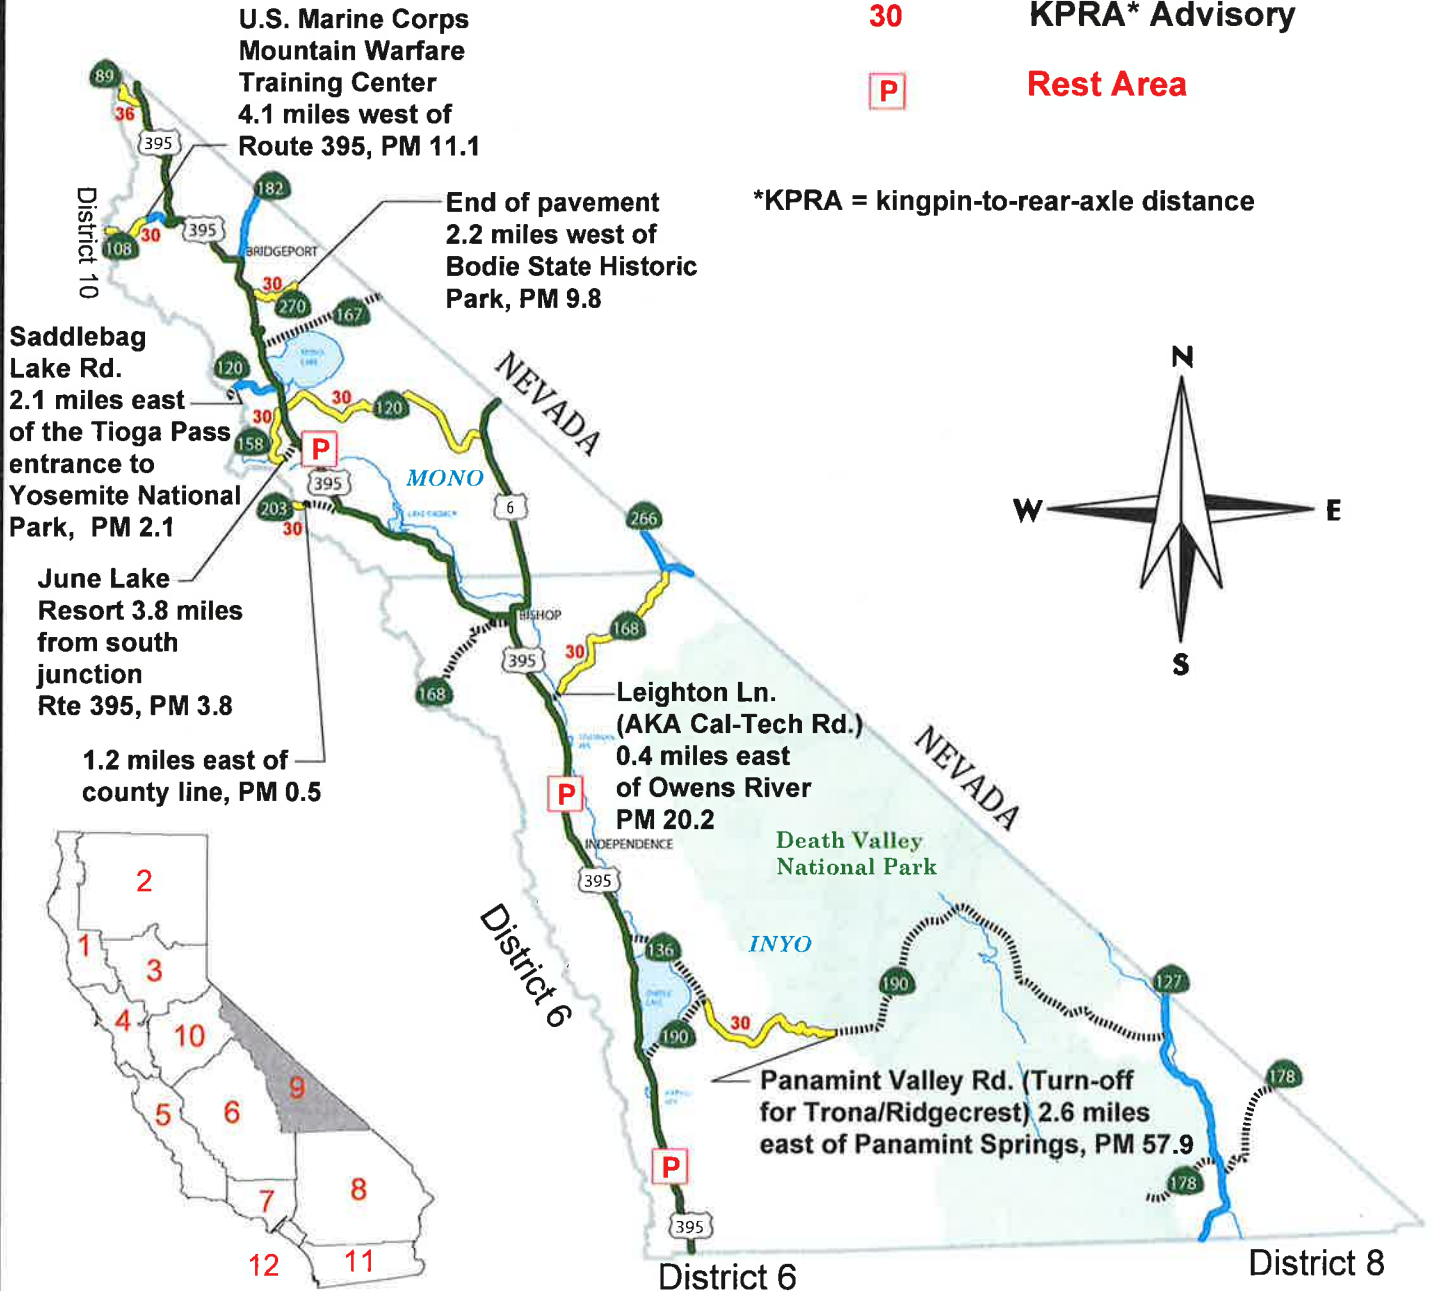 U.S. Marine Corps
Mountain Warfare
Training Center
4.1 miles west of
Route 395, PM 11.1
30 KPRA* Advisory
P Rest Area
*KPRA = kingpin-to-rear-axle distance
89
36
395
182
End of pavement
2.2 miles west of
Bodie State Historic
Park, PM 9.8
District 10
108
30
395
BRIDGEPORT
30
270
167
Saddlebag
Lake Rd.
2.1 miles east
of the Tioga Pass
entrance to
Yosemite National
Park, PM 2.1
120
MONO
LAKE
30
120
30
158
P
395
MONO
NEVADA
203
30
6
266
N
W
E
S
June Lake
Resort 3.8 miles
from south
junction
Rte 395, PM 3.8
BISHOP
168
395
30
168
1.2 miles east of
county line, PM 0.5
Leighton Ln.
(AKA Cal-Tech Rd.)
0.4 miles east
of Owens River
PM 20.2
P
INDEPENDENCE
395
NEVADA
Death Valley
National Park
District 6
INYO
136
190
30
190
127
Panamint Valley Rd. (Turn-off
for Trona/Ridgecrest) 2.6 miles
east of Panamint Springs, PM 57.9
178
178
P
395
District 6
District 8
2
1
3
4
10
9
5
6
7
8
12
11